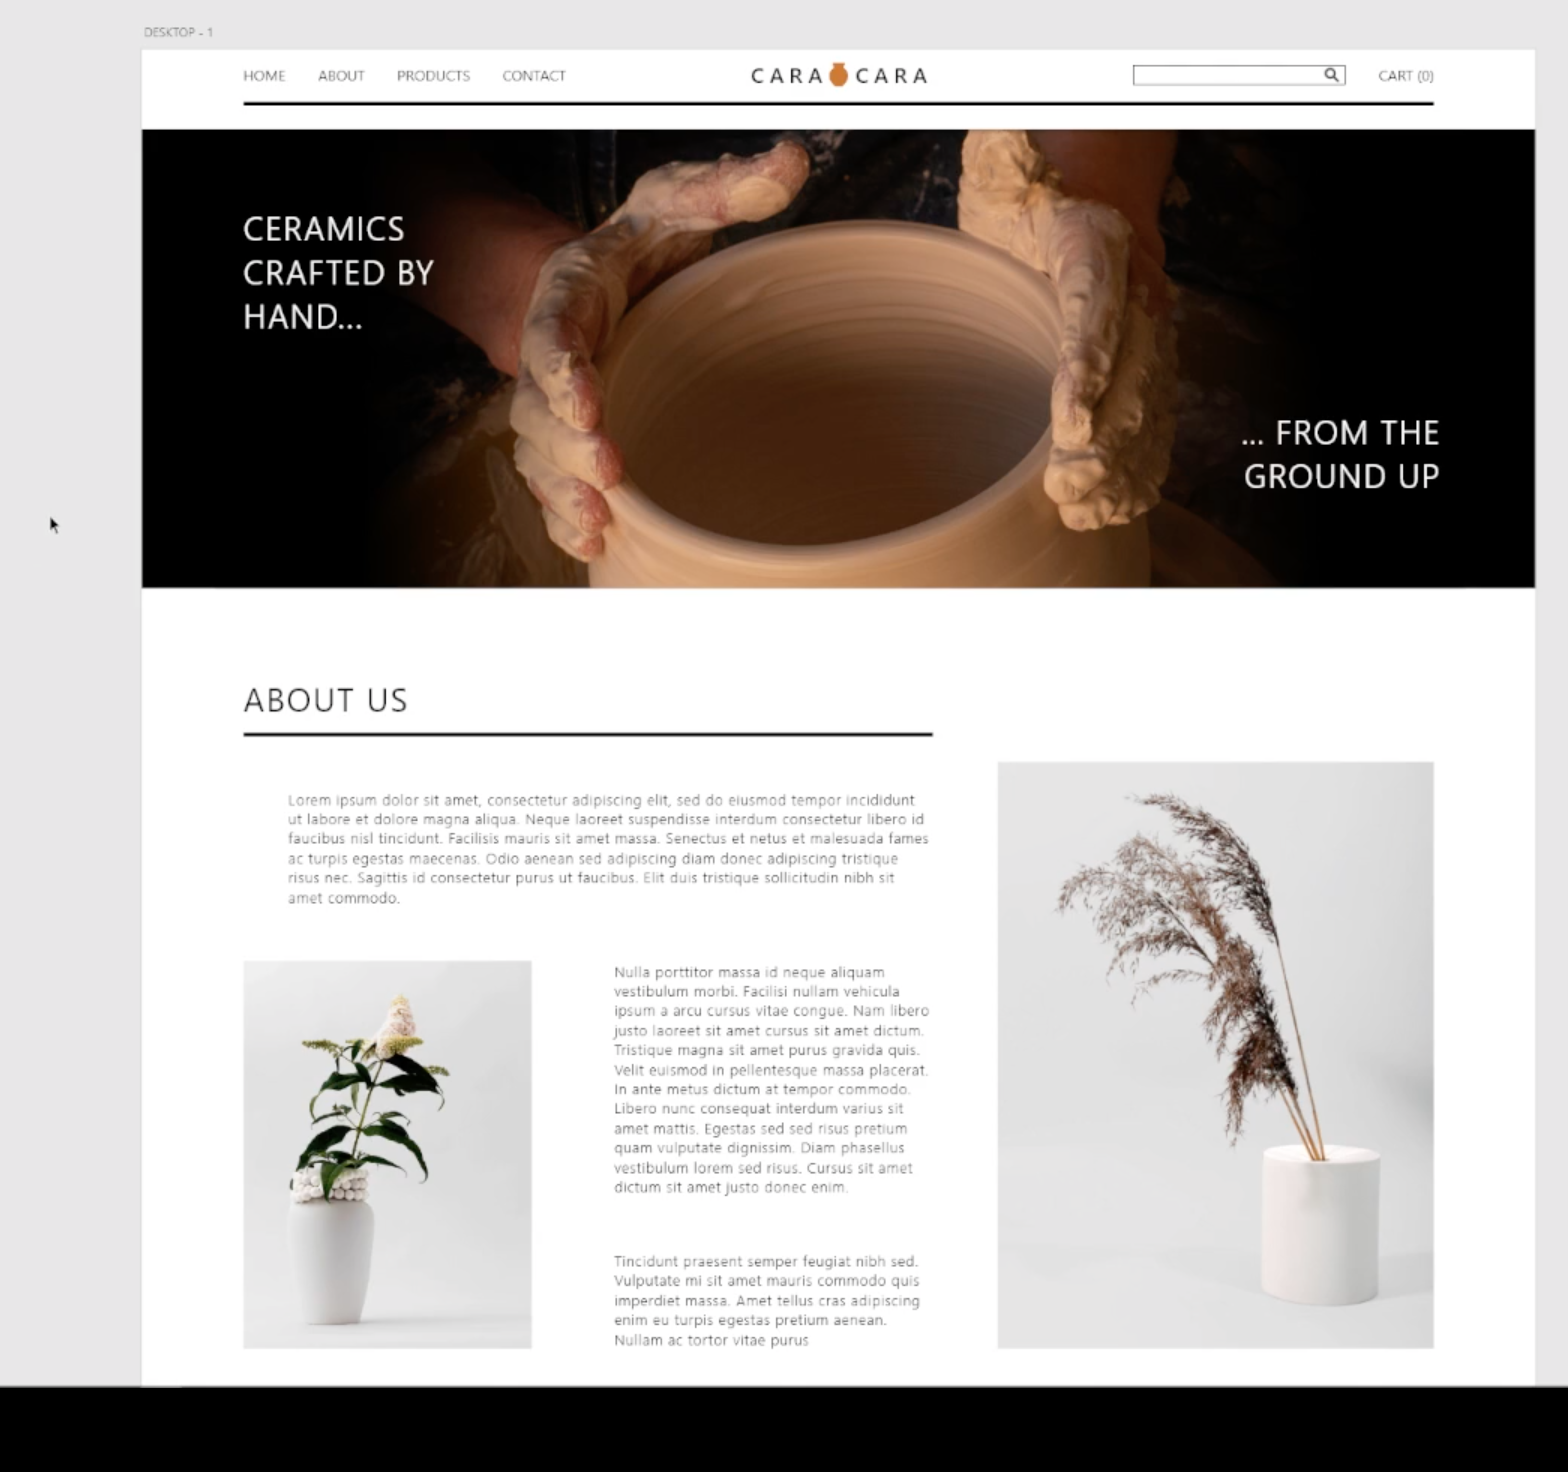 DESKTOP - 1
HOME ABOUT PRODUCTS CONTACT CARA CARA CART (0)
CERAMICS
CRAFTED BY
HAND...
... FROM THE
GROUND UP
ABOUT US
Lorem ipsum dolor sit amet, consectetur adipiscing elit, sed do eiusmod tempor incididunt
ut labore et dolore magna aliqua. Neque laoreet suspendisse interdum consectetur libero id
faucibus nisl tincidunt. Facilisis mauris sit amet massa. Senectus et netus et malesuada fames
ac turpis egestas maecenas. Odio aenean sed adipiscing diam donec adipiscing tristique
risus nec. Sagittis id consectetur purus ut faucibus. Elit duis tristique sollicitudin nibh sit
amet commodo.
Nulla porttitor massa id neque aliquam
vestibulum morbi. Facilisi nullam vehicula
ipsum a arcu cursus vitae congue. Nam libero
justo laoreet sit amet cursus sit amet dictum.
Tristique magna sit amet purus gravida quis.
Velit euismod in pellentesque massa placerat.
In ante metus dictum at tempor commodo.
Libero nunc consequat interdum varius sit
amet mattis. Egestas sed sed risus pretium
quam vulputate dignissim. Diam phasellus
vestibulum lorem sed risus. Cursus sit amet
dictum sit amet justo donec enim.
Tincidunt praesent semper feugiat nibh sed.
Vulputate mi sit amet mauris commodo quis
imperdiet massa. Amet tellus cras adipiscing
enim eu turpis egestas pretium aenean.
Nullam ac tortor vitae purus